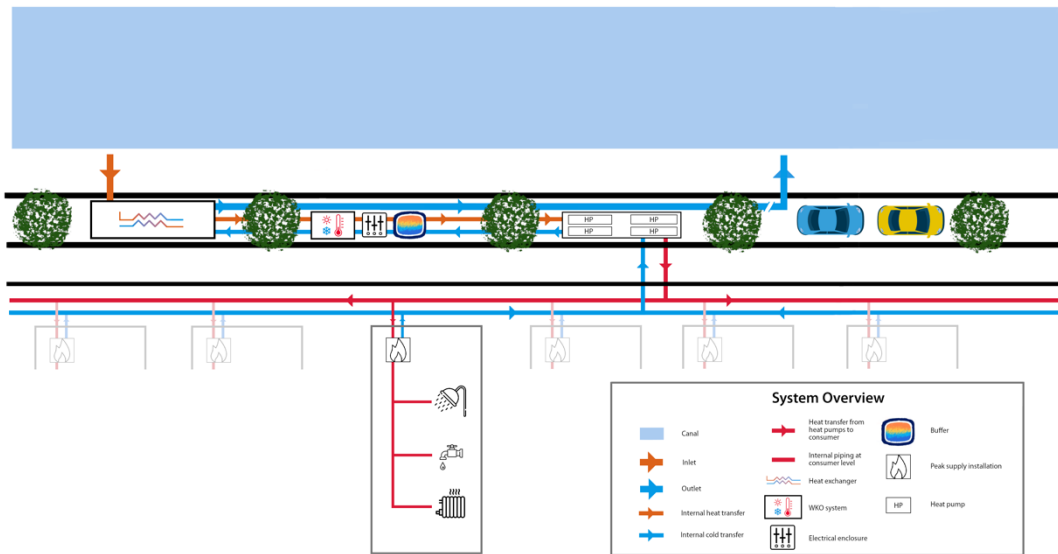 HP
HP
HP
HP
System Overview
Canal
Inlet
Outlet
Internal heat transfer
Internal cold transfer
Heat transfer from
heat pumps to
consumer
Internal piping at
consumer level
Heat exchanger
WKO system
Electrical enclosure
Buffer
Peak supply installation
HP
Heat pump